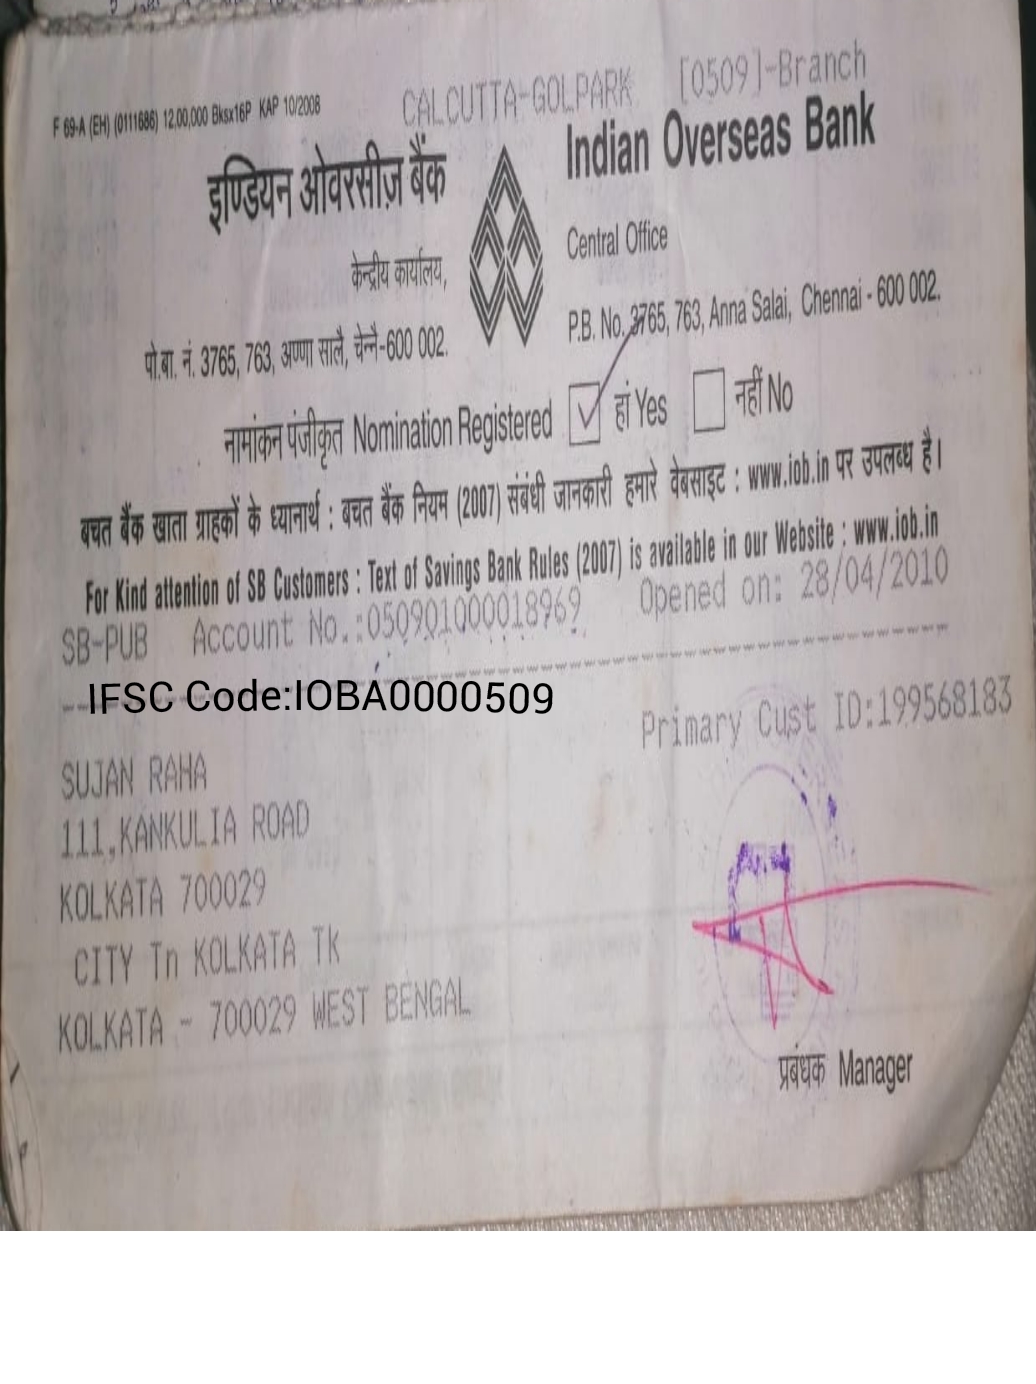 CALCUTTA-GOLPARK [0509]-Branch
F 69-A (EH) (0111686) 12,00,000 Bksx16P KAP 10/2008
इण्डियन ओवरसीज़ बैंक
Indian Overseas Bank
केन्द्रीय कार्यालय,
Central Office
पो.बा. नं. 3765, 763, अण्णा सालै, चेन्नै-600 002.
P.B. No. 3765, 763, Anna Salai, Chennai - 600 002.
नामांकन पंजीकृत Nomination Registered हां Yes नहीं No
बचत बैंक खाता ग्राहकों के ध्यानार्थ : बचत बैंक नियम (2007) संबंधी जानकारी हमारे वेबसाइट : www.iob.in पर उपलब्ध है।
For Kind attention of SB Customers : Text of Savings Bank Rules (2007) is available in our Website : www.iob.in
SB-PUB Account No.:050901000018969 Opened on: 28/04/2010
IFSC Code:IOBA0000509
Primary Cust ID:199568183
SUJAN RAHA
111,KANKULIA ROAD
KOLKATA 700029
CITY Tn KOLKATA TK
KOLKATA - 700029 WEST BENGAL
प्रबंधक Manager